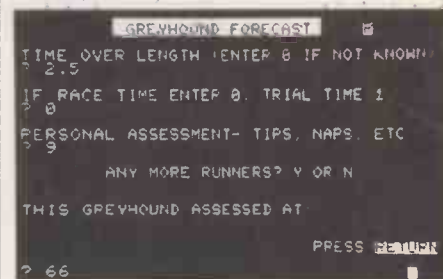 GREYHOUND FORECAST
TIME OVER LENGTH (ENTER 0 IF NOT KNOWN)
? 2.5
IF RACE TIME ENTER 0, TRIAL TIME 1
? 0
PERSONAL ASSESSMENT- TIPS, NAPS, ETC
? 9
ANY MORE RUNNERS? Y OR N
THIS GREYHOUND ASSESSED AT
PRESS RETURN
? 66